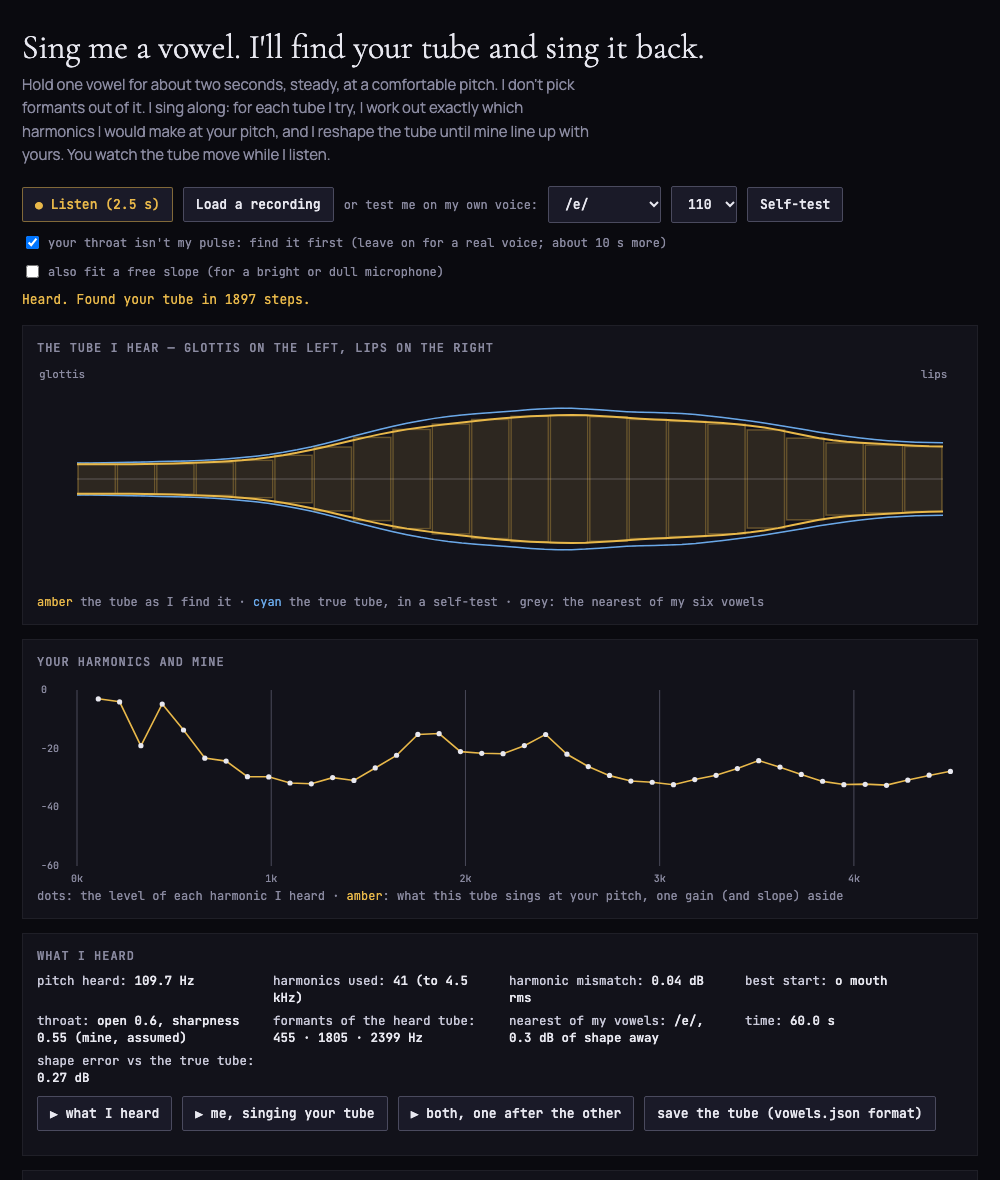 Sing me a vowel. I'll find your tube and sing it back.
Hold one vowel for about two seconds, steady, at a comfortable pitch. I don't pick
formants out of it. I sing along: for each tube I try, I work out exactly which
harmonics I would make at your pitch, and I reshape the tube until mine line up with
yours. You watch the tube move while I listen.
● Listen (2.5 s) Load a recording or test me on my own voice: /e/ 110 Self-test
your throat isn't my pulse: find it first (leave on for a real voice; about 10 s more)
also fit a free slope (for a bright or dull microphone)
Heard. Found your tube in 1897 steps.
THE TUBE I HEAR — GLOTTIS ON THE LEFT, LIPS ON THE RIGHT
glottis lips
amber the tube as I find it · cyan the true tube, in a self-test · grey: the nearest of my six vowels
YOUR HARMONICS AND MINE
0
-20
-40
-60
0k 1k 2k 3k 4k
dots: the level of each harmonic I heard · amber: what this tube sings at your pitch, one gain (and slope) aside
WHAT I HEARD
pitch heard: 109.7 Hz harmonics used: 41 (to 4.5 harmonic mismatch: 0.04 dB best start: o mouth
kHz) rms
throat: open 0.6, sharpness formants of the heard tube: nearest of my vowels: /e/, time: 60.0 s
0.55 (mine, assumed) 455 · 1805 · 2399 Hz 0.3 dB of shape away
shape error vs the true tube:
0.27 dB
▶ what I heard ▶ me, singing your tube ▶ both, one after the other save the tube (vowels.json format)